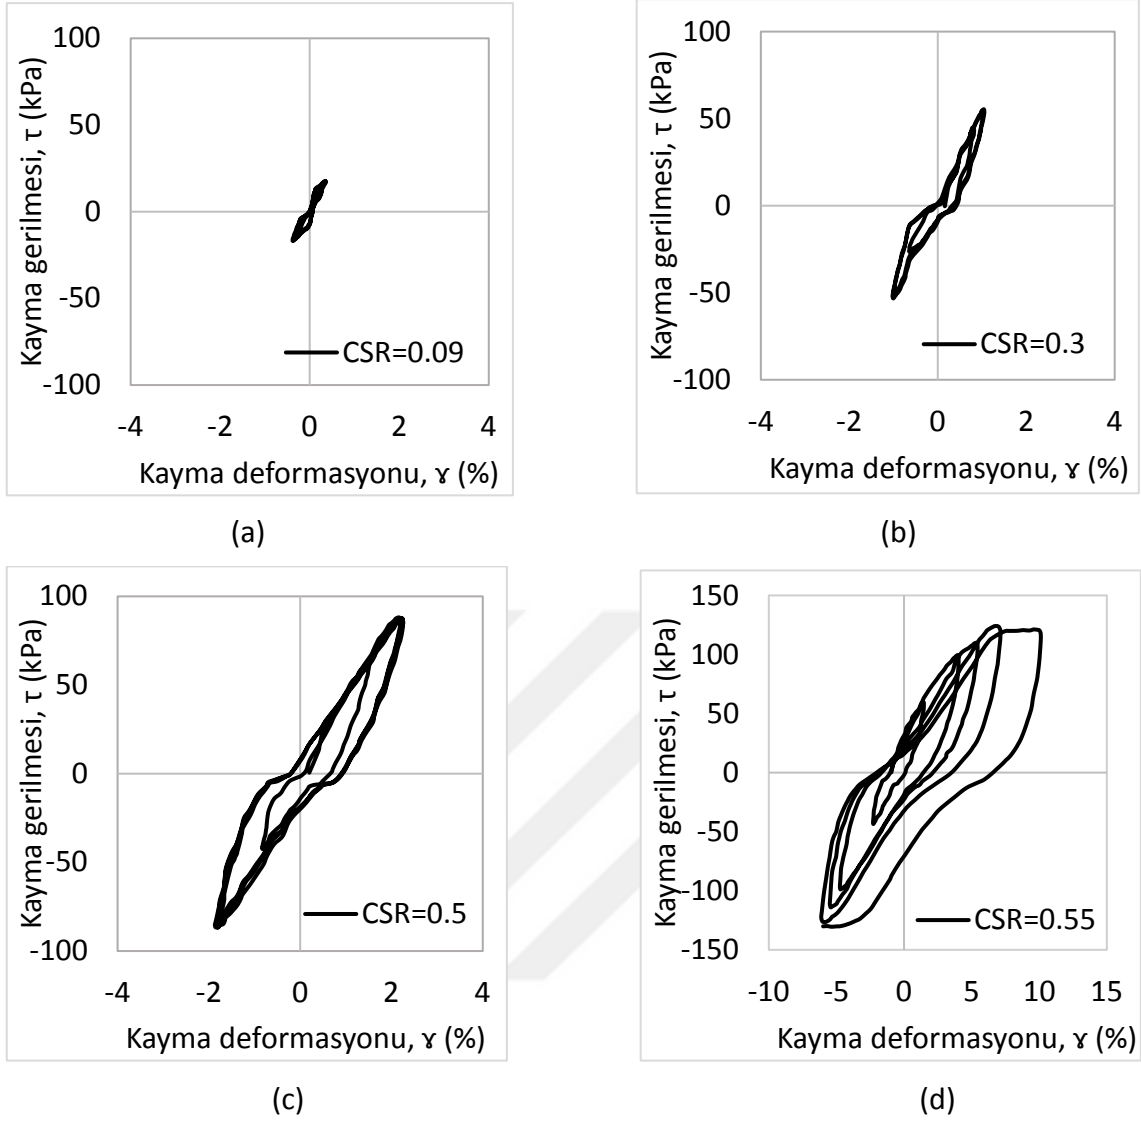 Kayma gerilmesi, τ (kPa)
100
50
0
-50
-100
CSR=0.09
-4 -2 0 2 4
Kayma deformasyonu, ɤ (%)
(a)
Kayma gerilmesi, τ (kPa)
100
50
0
-50
-100
CSR=0.3
-4 -2 0 2 4
Kayma deformasyonu, ɤ (%)
(b)
Kayma gerilmesi, τ (kPa)
100
50
0
-50
-100
CSR=0.5
-4 -2 0 2 4
Kayma deformasyonu, ɤ (%)
(c)
Kayma gerilmesi, τ (kPa)
150
100
50
0
-50
-100
-150
CSR=0.55
-10 -5 0 5 10 15
Kayma deformasyonu, ɤ (%)
(d)